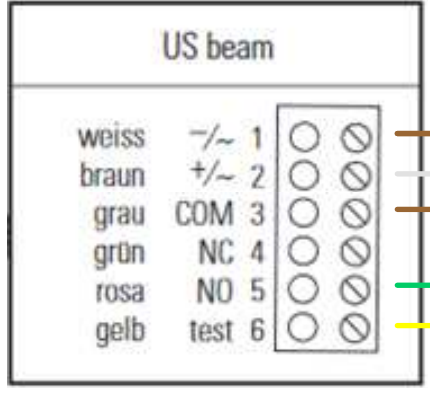 US beam
weiss −/~ 1
braun +/~ 2
grau COM 3
grün NC 4
rosa NO 5
gelb test 6